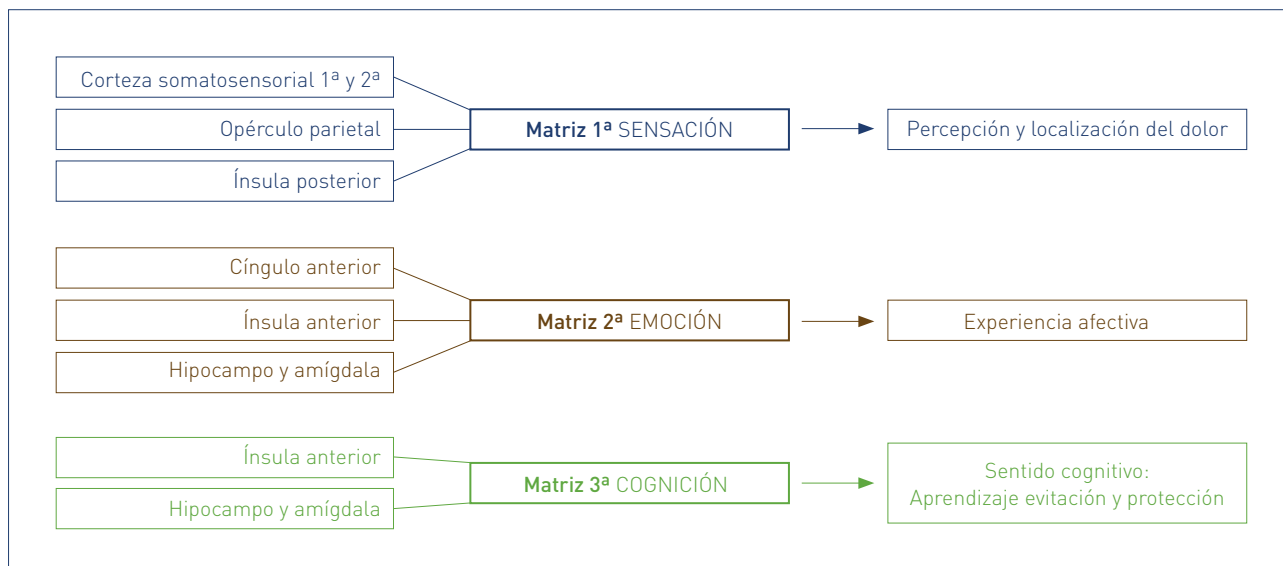 Corteza somatosensorial 1ª y 2ª
Opérculo parietal
Ínsula posterior
Matriz 1ª SENSACIÓN
Percepción y localización del dolor
Cíngulo anterior
Ínsula anterior
Hipocampo y amígdala
Matriz 2ª EMOCIÓN
Experiencia afectiva
Ínsula anterior
Hipocampo y amígdala
Matriz 3ª COGNICIÓN
Sentido cognitivo:
Aprendizaje evitación y protección